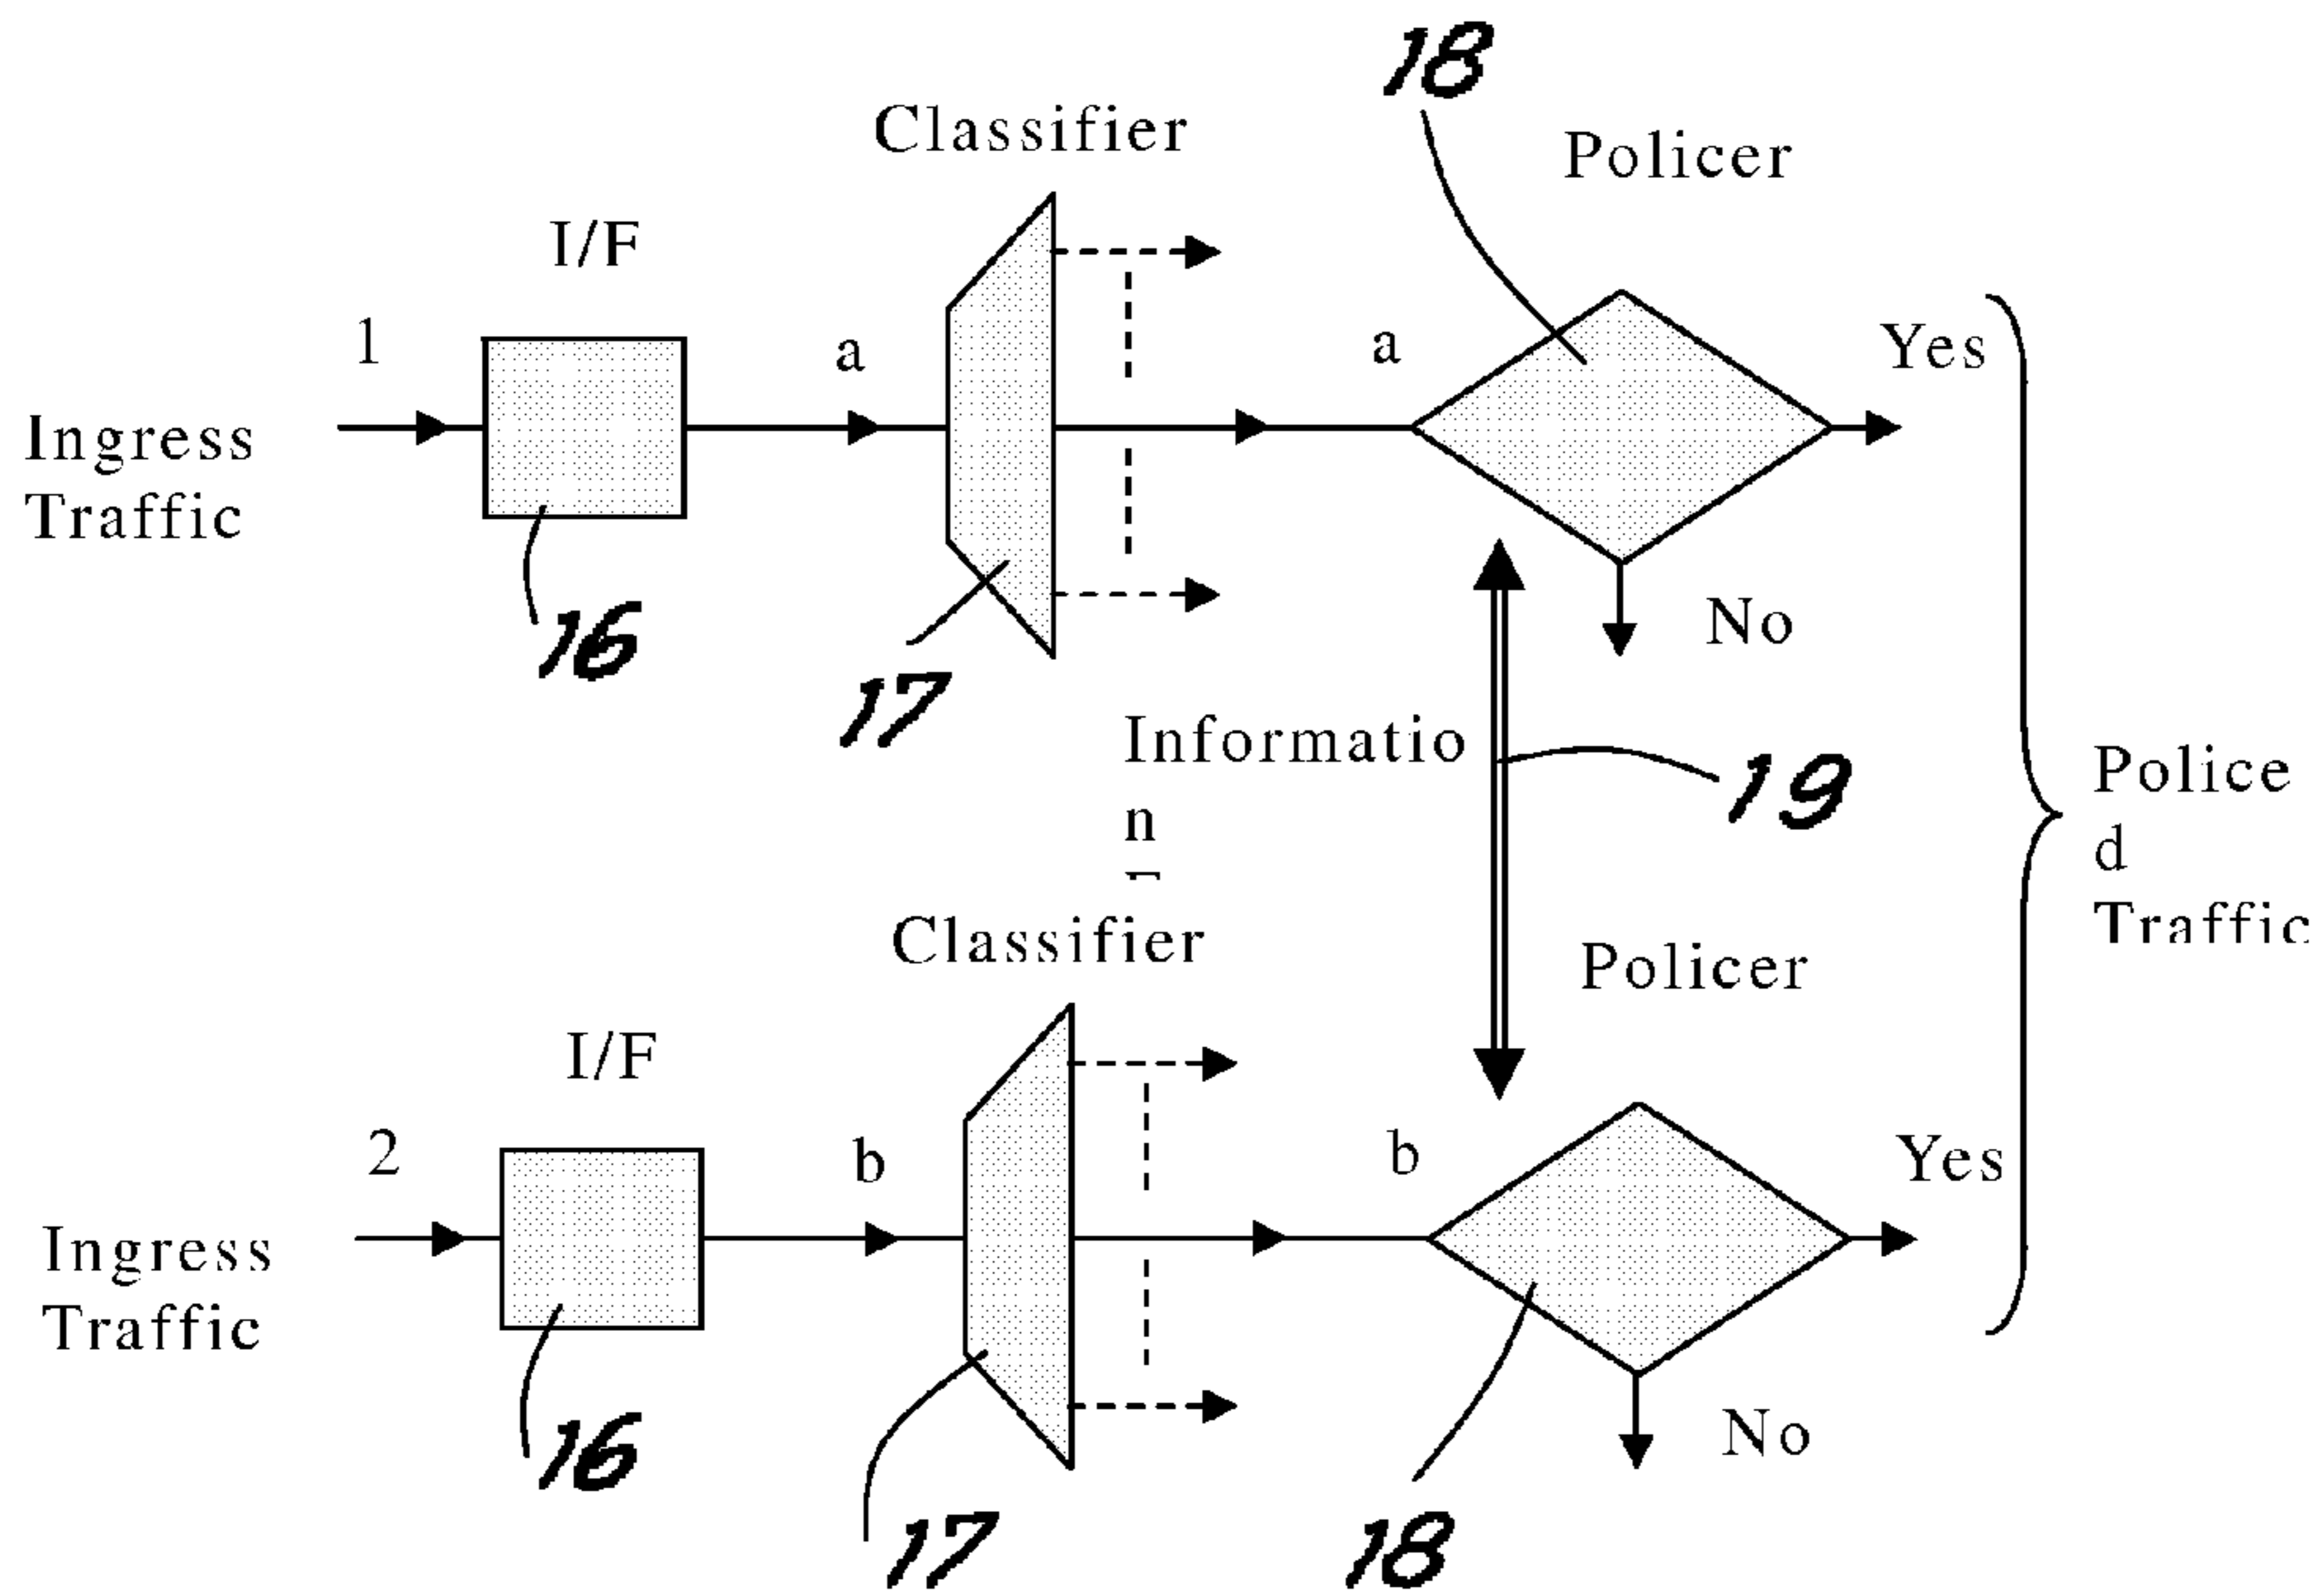 18
Classifier
Policer
I/F
1
a
a
Yes
Ingress
Traffic
No
16
17
Informatio
n
19
Police
d
Traffic
Classifier
Policer
I/F
2
b
b
Yes
Ingress
Traffic
No
16
17
18